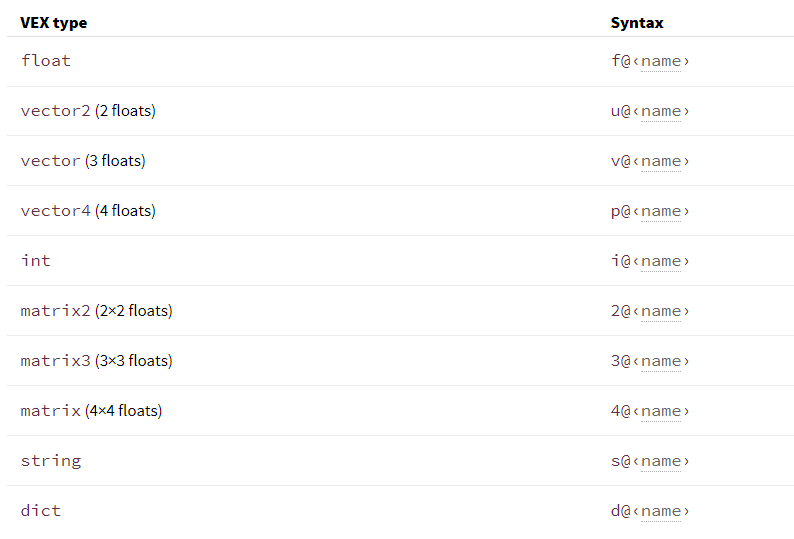 VEX type Syntax
float f@‹name›
vector2 (2 floats) u@‹name›
vector (3 floats) v@‹name›
vector4 (4 floats) p@‹name›
int i@‹name›
matrix2 (2×2 floats) 2@‹name›
matrix3 (3×3 floats) 3@‹name›
matrix (4×4 floats) 4@‹name›
string s@‹name›
dict d@‹name›